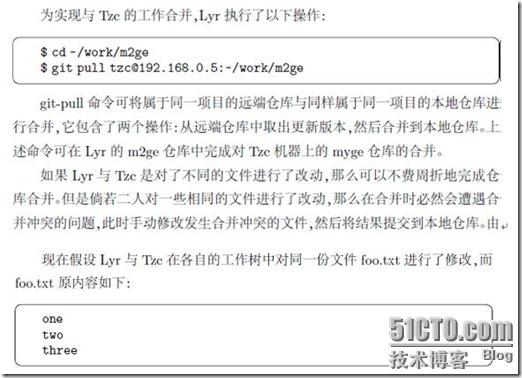 为实现与 Tzc 的工作合并,Lyr 执行了以下操作:
$ cd ~/work/m2ge
$ git pull tzc@192.168.0.5:~/work/m2ge
git-pull 命令可将属于同一项目的远端仓库与同样属于同一项目的本地仓库进
行合并,它包含了两个操作:从远端仓库中取出更新版本,然后合并到本地仓库。上
述命令可在 Lyr 的 m2ge 仓库中完成对 Tzc 机器上的 myge 仓库的合并。
如果 Lyr 与 Tzc 是对了不同的文件进行了改动,那么可以不费周折地完成仓
库合并。但是倘若二人对一些相同的文件进行了改动,那么在合并时必然会遭遇合
并冲突的问题,此时手动修改发生合并冲突的文件,然后将结果提交到本地仓库。由
现在假设 Lyr 与 Tzc 在各自的工作树中对同一份文件 foo.txt 进行了修改,而
foo.txt 原内容如下:
one
two
three
51CTO.com
技术博客 Blog